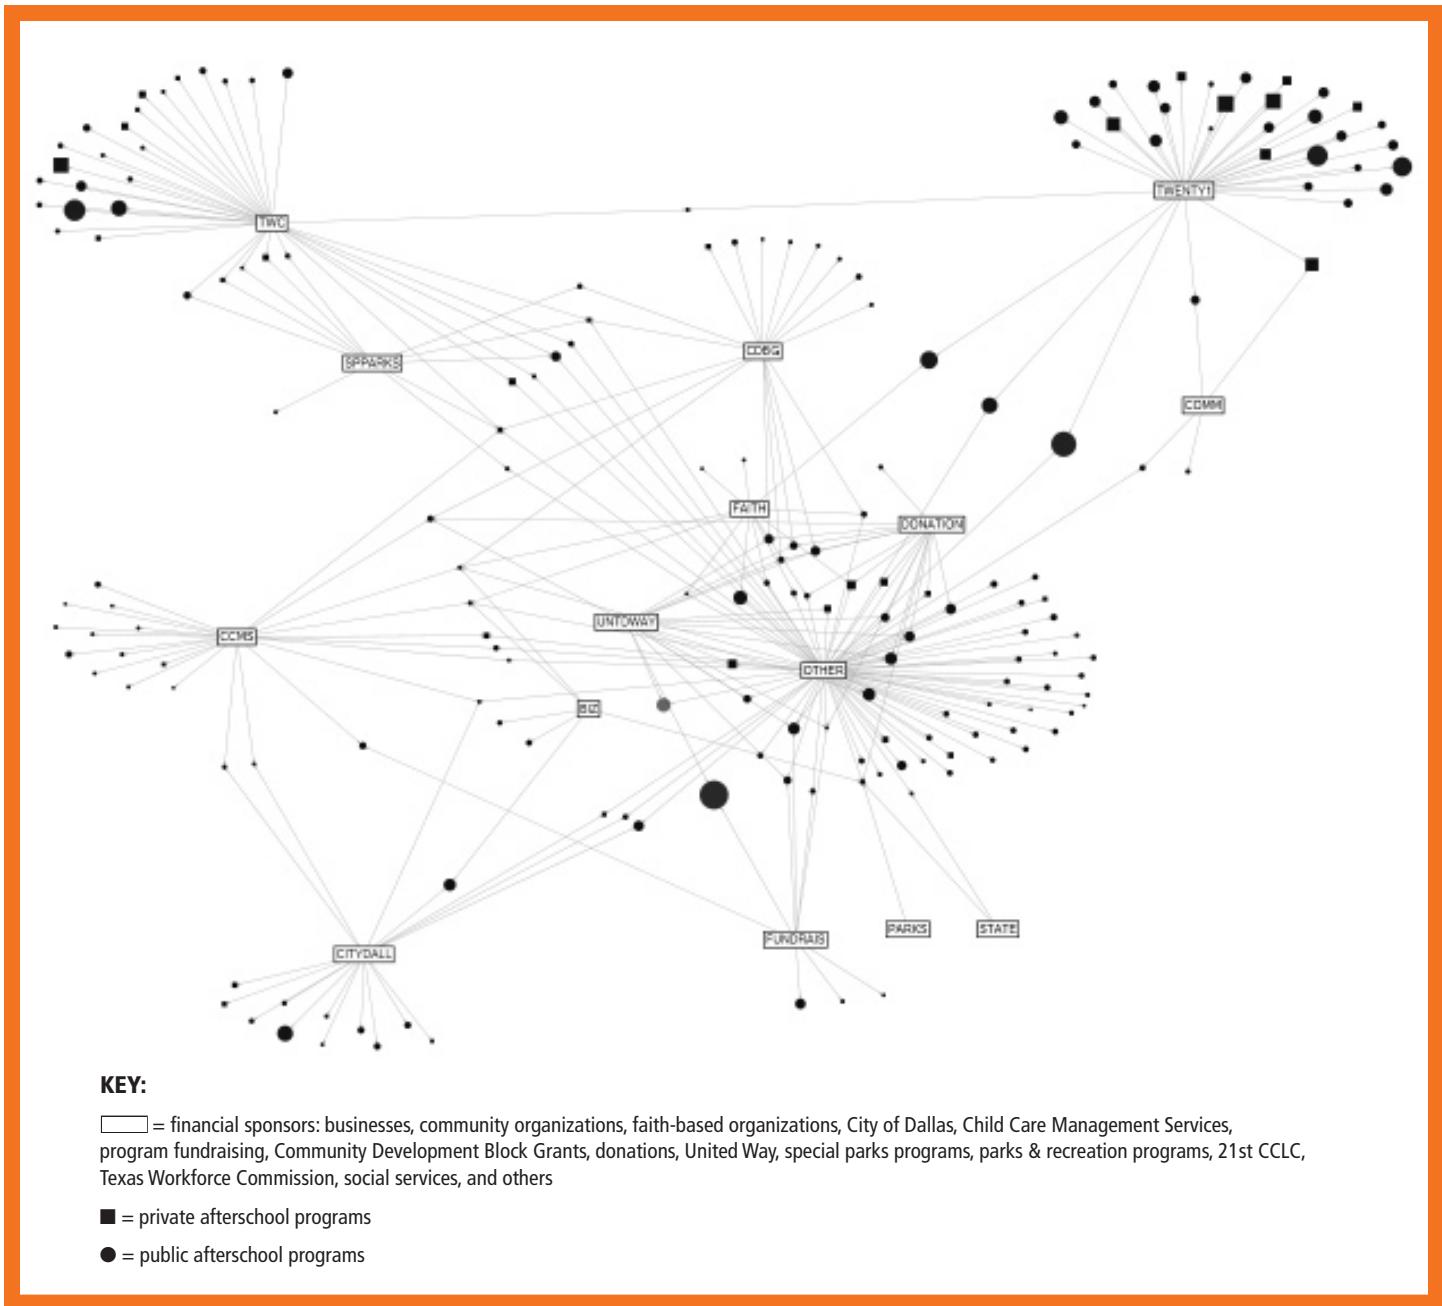 TWC
TWENTY1
SPPARKS
CDBG
COMM
FAITH
DONATION
UNTDWAY
CCMS
OTHER
BIZ
PARKS
STATE
FUNDRAIS
CITYDALL
KEY:
= financial sponsors: businesses, community organizations, faith-based organizations, City of Dallas, Child Care Management Services,
program fundraising, Community Development Block Grants, donations, United Way, special parks programs, parks & recreation programs, 21st CCLC,
Texas Workforce Commission, social services, and others
= private afterschool programs
= public afterschool programs